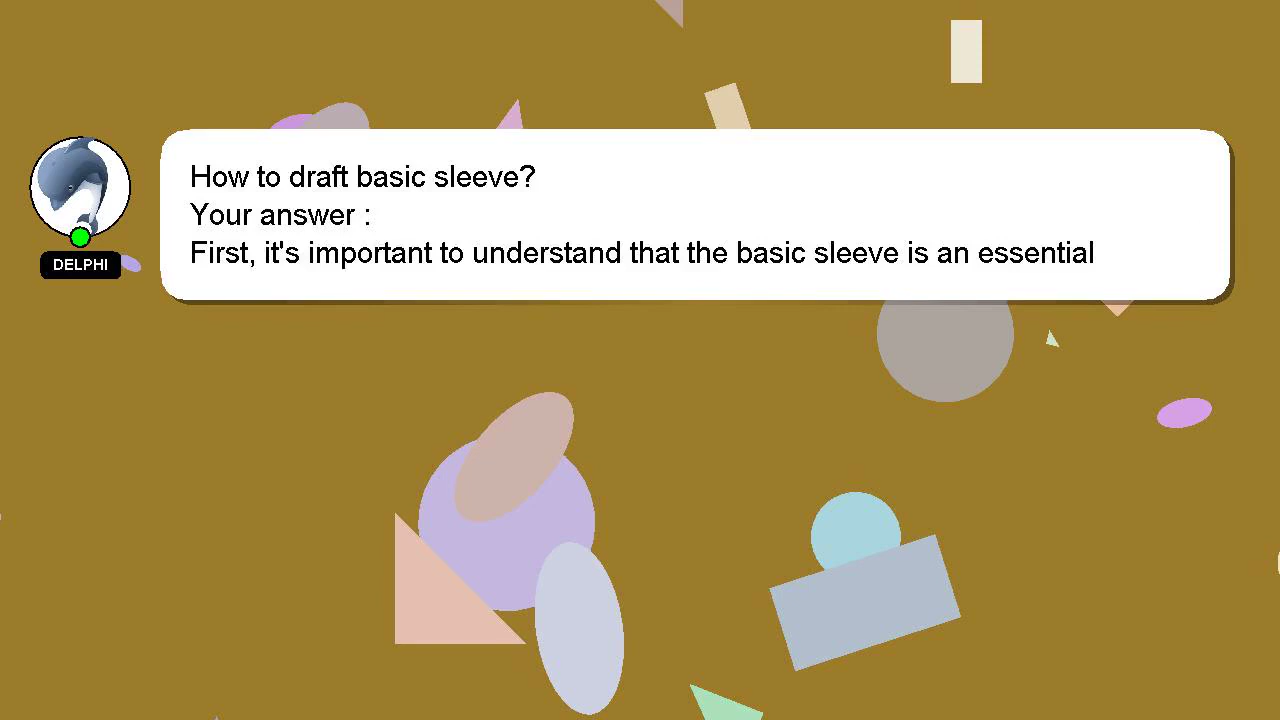 How to draft basic sleeve?
Your answer :
First, it's important to understand that the basic sleeve is an essential
DELPHI